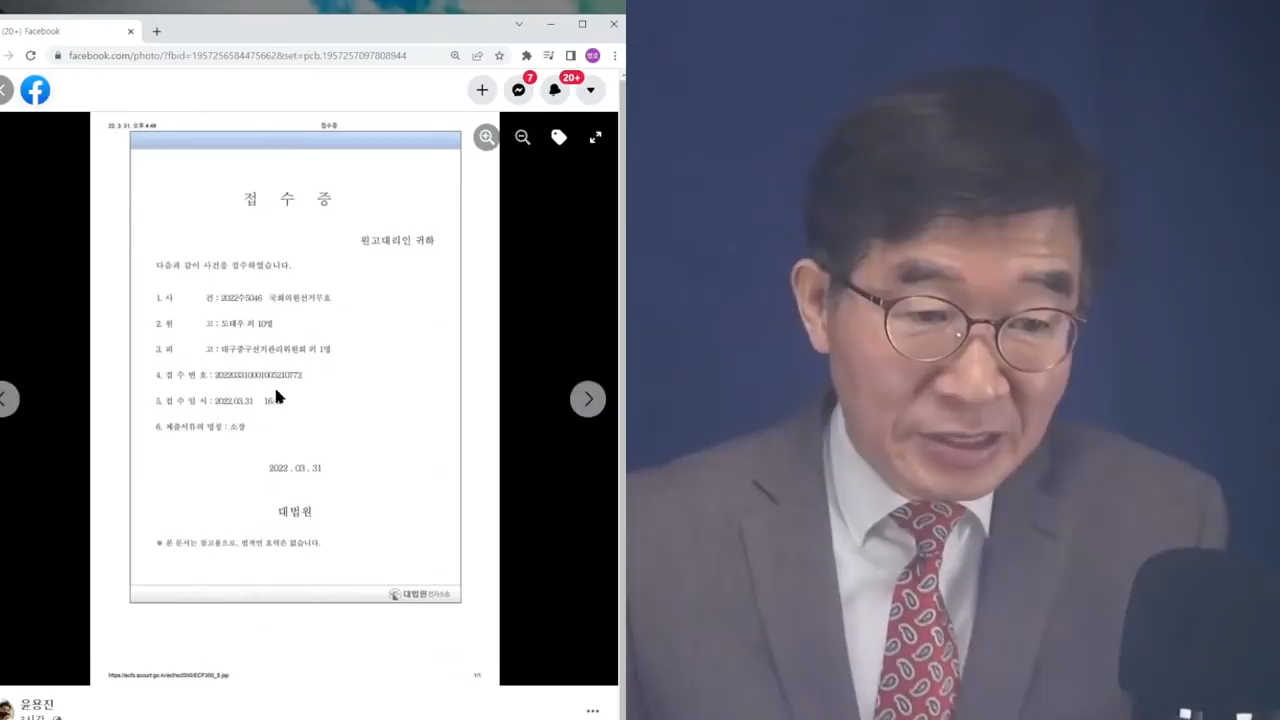 (20+) Facebook
facebook.com/photo/?fbid=1957256584475662&set=pcb.1957257097808944
7
20+
22. 3. 31. 오후 4:48
접수증
접 수 증
원고대리인 귀하
다음과 같이 사건을 접수하였습니다.
1. 사 건 : 2022수5046 국회의원선거무효
2. 원 고 : 도태우 외 10명
3. 피 고 : 대구중구선거관리위원회 외 1명
4. 접 수 번 호 : 202203310001005210772
5. 접 수 일 시 : 2022.03.31
6. 제출서류의 명칭 : 소장
2022 . 03 . 31
대법원
※ 본 문서는 참고용으로, 법적인 효력은 없습니다.
대법원 전자소송
1/1
윤용진